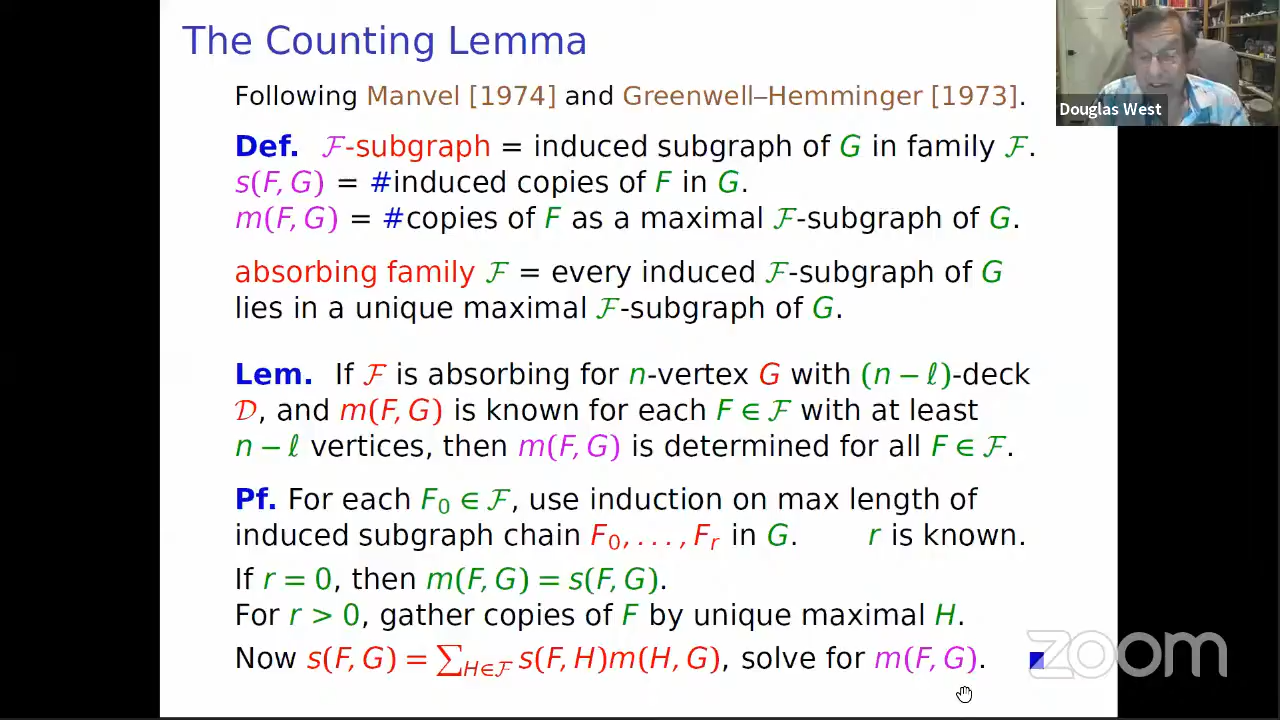 The Counting Lemma
Following Manvel [1974] and Greenwell–Hemminger [1973].
Def. ℱ-subgraph = induced subgraph of G in family ℱ.
s(F, G) = #induced copies of F in G.
m(F, G) = #copies of F as a maximal ℱ-subgraph of G.
absorbing family ℱ = every induced ℱ-subgraph of G
lies in a unique maximal ℱ-subgraph of G.
Lem. If ℱ is absorbing for n-vertex G with (n − ℓ)-deck
𝒟, and m(F, G) is known for each F ∈ ℱ with at least
n − ℓ vertices, then m(F, G) is determined for all F ∈ ℱ.
Pf. For each F₀ ∈ ℱ, use induction on max length of
induced subgraph chain F₀, . . . , Fᵣ in G. r is known.
If r = 0, then m(F, G) = s(F, G).
For r > 0, gather copies of F by unique maximal H.
Now s(F, G) = ∑_{H∈ℱ} s(F, H)m(H, G), solve for m(F, G).
Douglas West
zoom